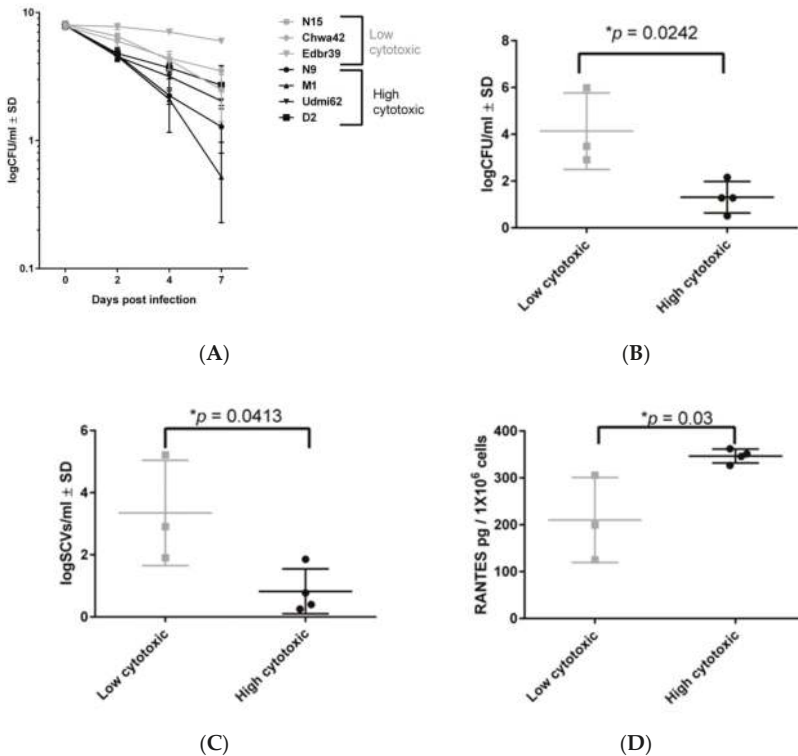 10
1
0.1
logCFU/ml ± SD
0
2
4
7
Days post infection
N15
Chwa42
Edbr39
N9
M1
Udmi62
D2
Low
cytotoxic
High
cytotoxic
(A)
*p = 0.0242
8
6
4
2
0
logCFU/ml ± SD
Low cytotoxic
High cytotoxic
(B)
*p = 0.0413
6
4
2
0
logSCVs/ml ± SD
Low cytotoxic
High cytotoxic
(C)
*p = 0.03
400
300
200
100
0
RANTES pg / 1X10⁶ cells
Low cytotoxic
High cytotoxic
(D)